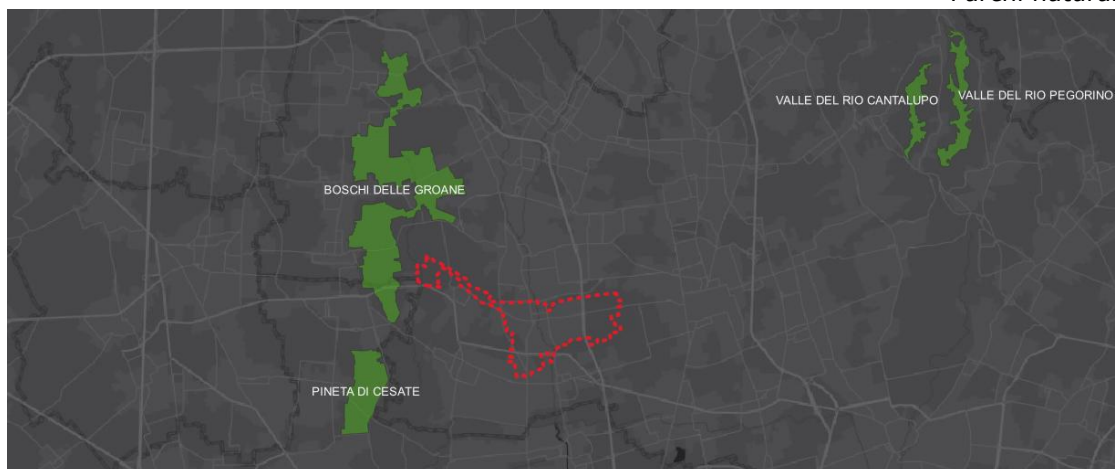 VALLE DEL RIO CANTALUPO
VALLE DEL RIO PEGORINO
BOSCHI DELLE GROANE
PINETA DI CESATE